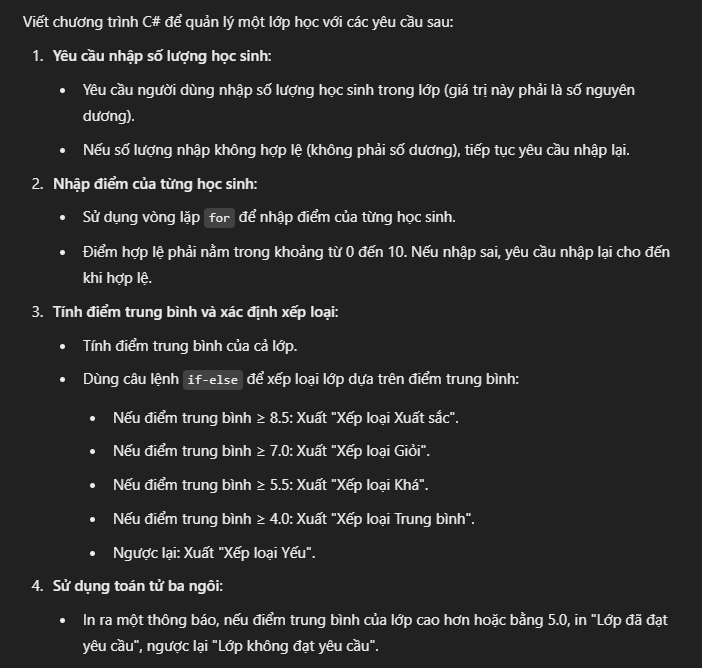 Viết chương trình C# để quản lý một lớp học với các yêu cầu sau:
1. Yêu cầu nhập số lượng học sinh:
• Yêu cầu người dùng nhập số lượng học sinh trong lớp (giá trị này phải là số nguyên
dương).
• Nếu số lượng nhập không hợp lệ (không phải số dương), tiếp tục yêu cầu nhập lại.
2. Nhập điểm của từng học sinh:
• Sử dụng vòng lặp for để nhập điểm của từng học sinh.
• Điểm hợp lệ phải nằm trong khoảng từ 0 đến 10. Nếu nhập sai, yêu cầu nhập lại cho đến
khi hợp lệ.
3. Tính điểm trung bình và xác định xếp loại:
• Tính điểm trung bình của cả lớp.
• Dùng câu lệnh if-else để xếp loại lớp dựa trên điểm trung bình:
• Nếu điểm trung bình ≥ 8.5: Xuất "Xếp loại Xuất sắc".
• Nếu điểm trung bình ≥ 7.0: Xuất "Xếp loại Giỏi".
• Nếu điểm trung bình ≥ 5.5: Xuất "Xếp loại Khá".
• Nếu điểm trung bình ≥ 4.0: Xuất "Xếp loại Trung bình".
• Ngược lại: Xuất "Xếp loại Yếu".
4. Sử dụng toán tử ba ngôi:
• In ra một thông báo, nếu điểm trung bình của lớp cao hơn hoặc bằng 5.0, in "Lớp đã đạt
yêu cầu", ngược lại "Lớp không đạt yêu cầu".